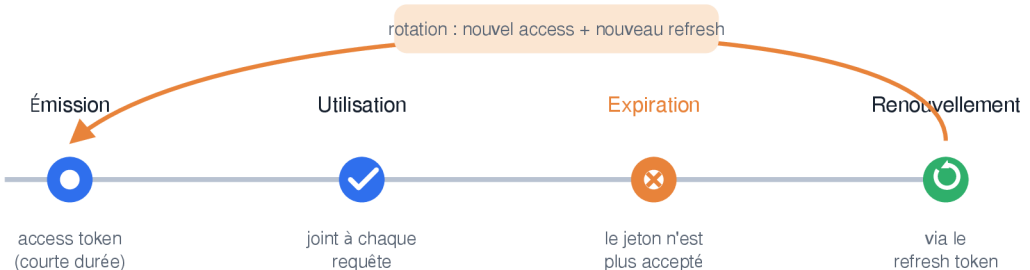 rotation : nouvel access + nouveau refresh
Émission
Utilisation
Expiration
Renouvellement
access token
(courte durée)
joint à chaque
requête
le jeton n'est
plus accepté
via le
refresh token